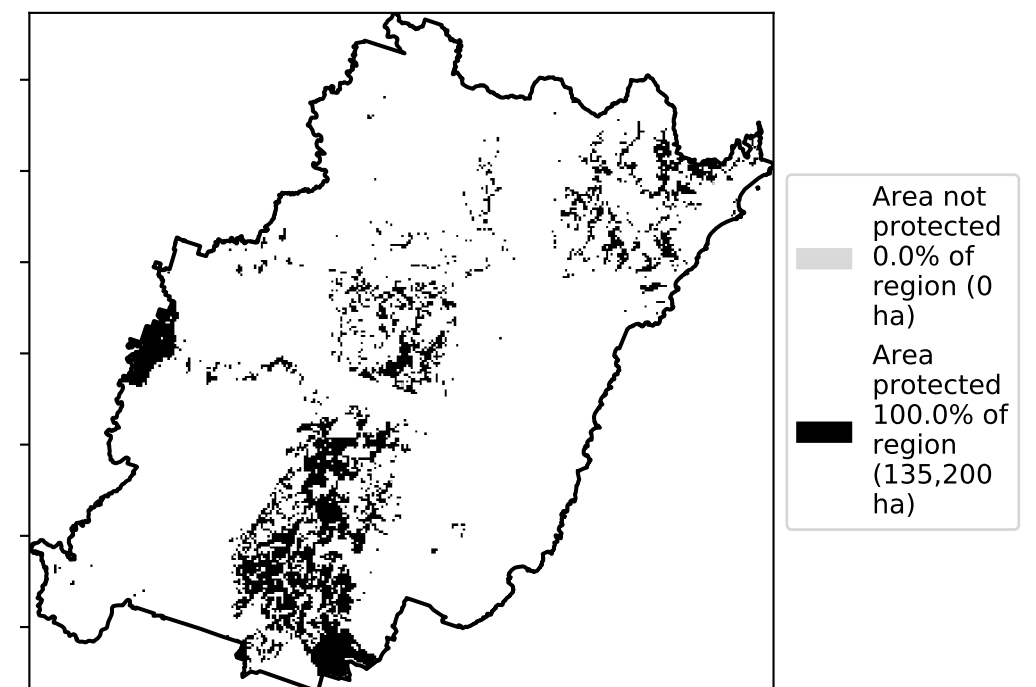 Area not
protected
0.0% of
region (0
ha)
Area
protected
100.0% of
region
(135,200
ha)